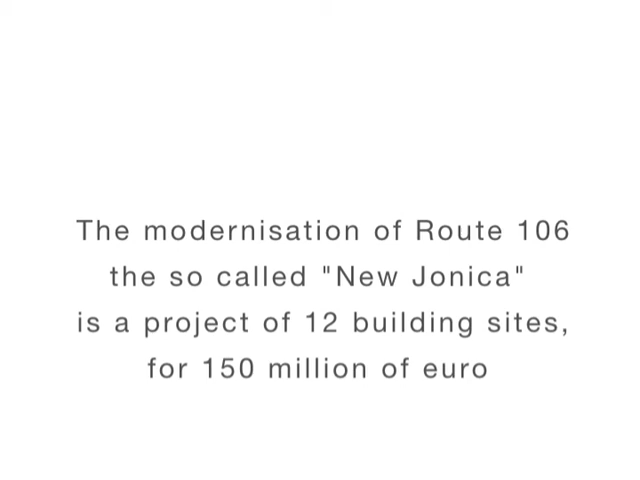 The modernisation of Route 106
the so called "New Jonica"
is a project of 12 building sites,
for 150 million of euro